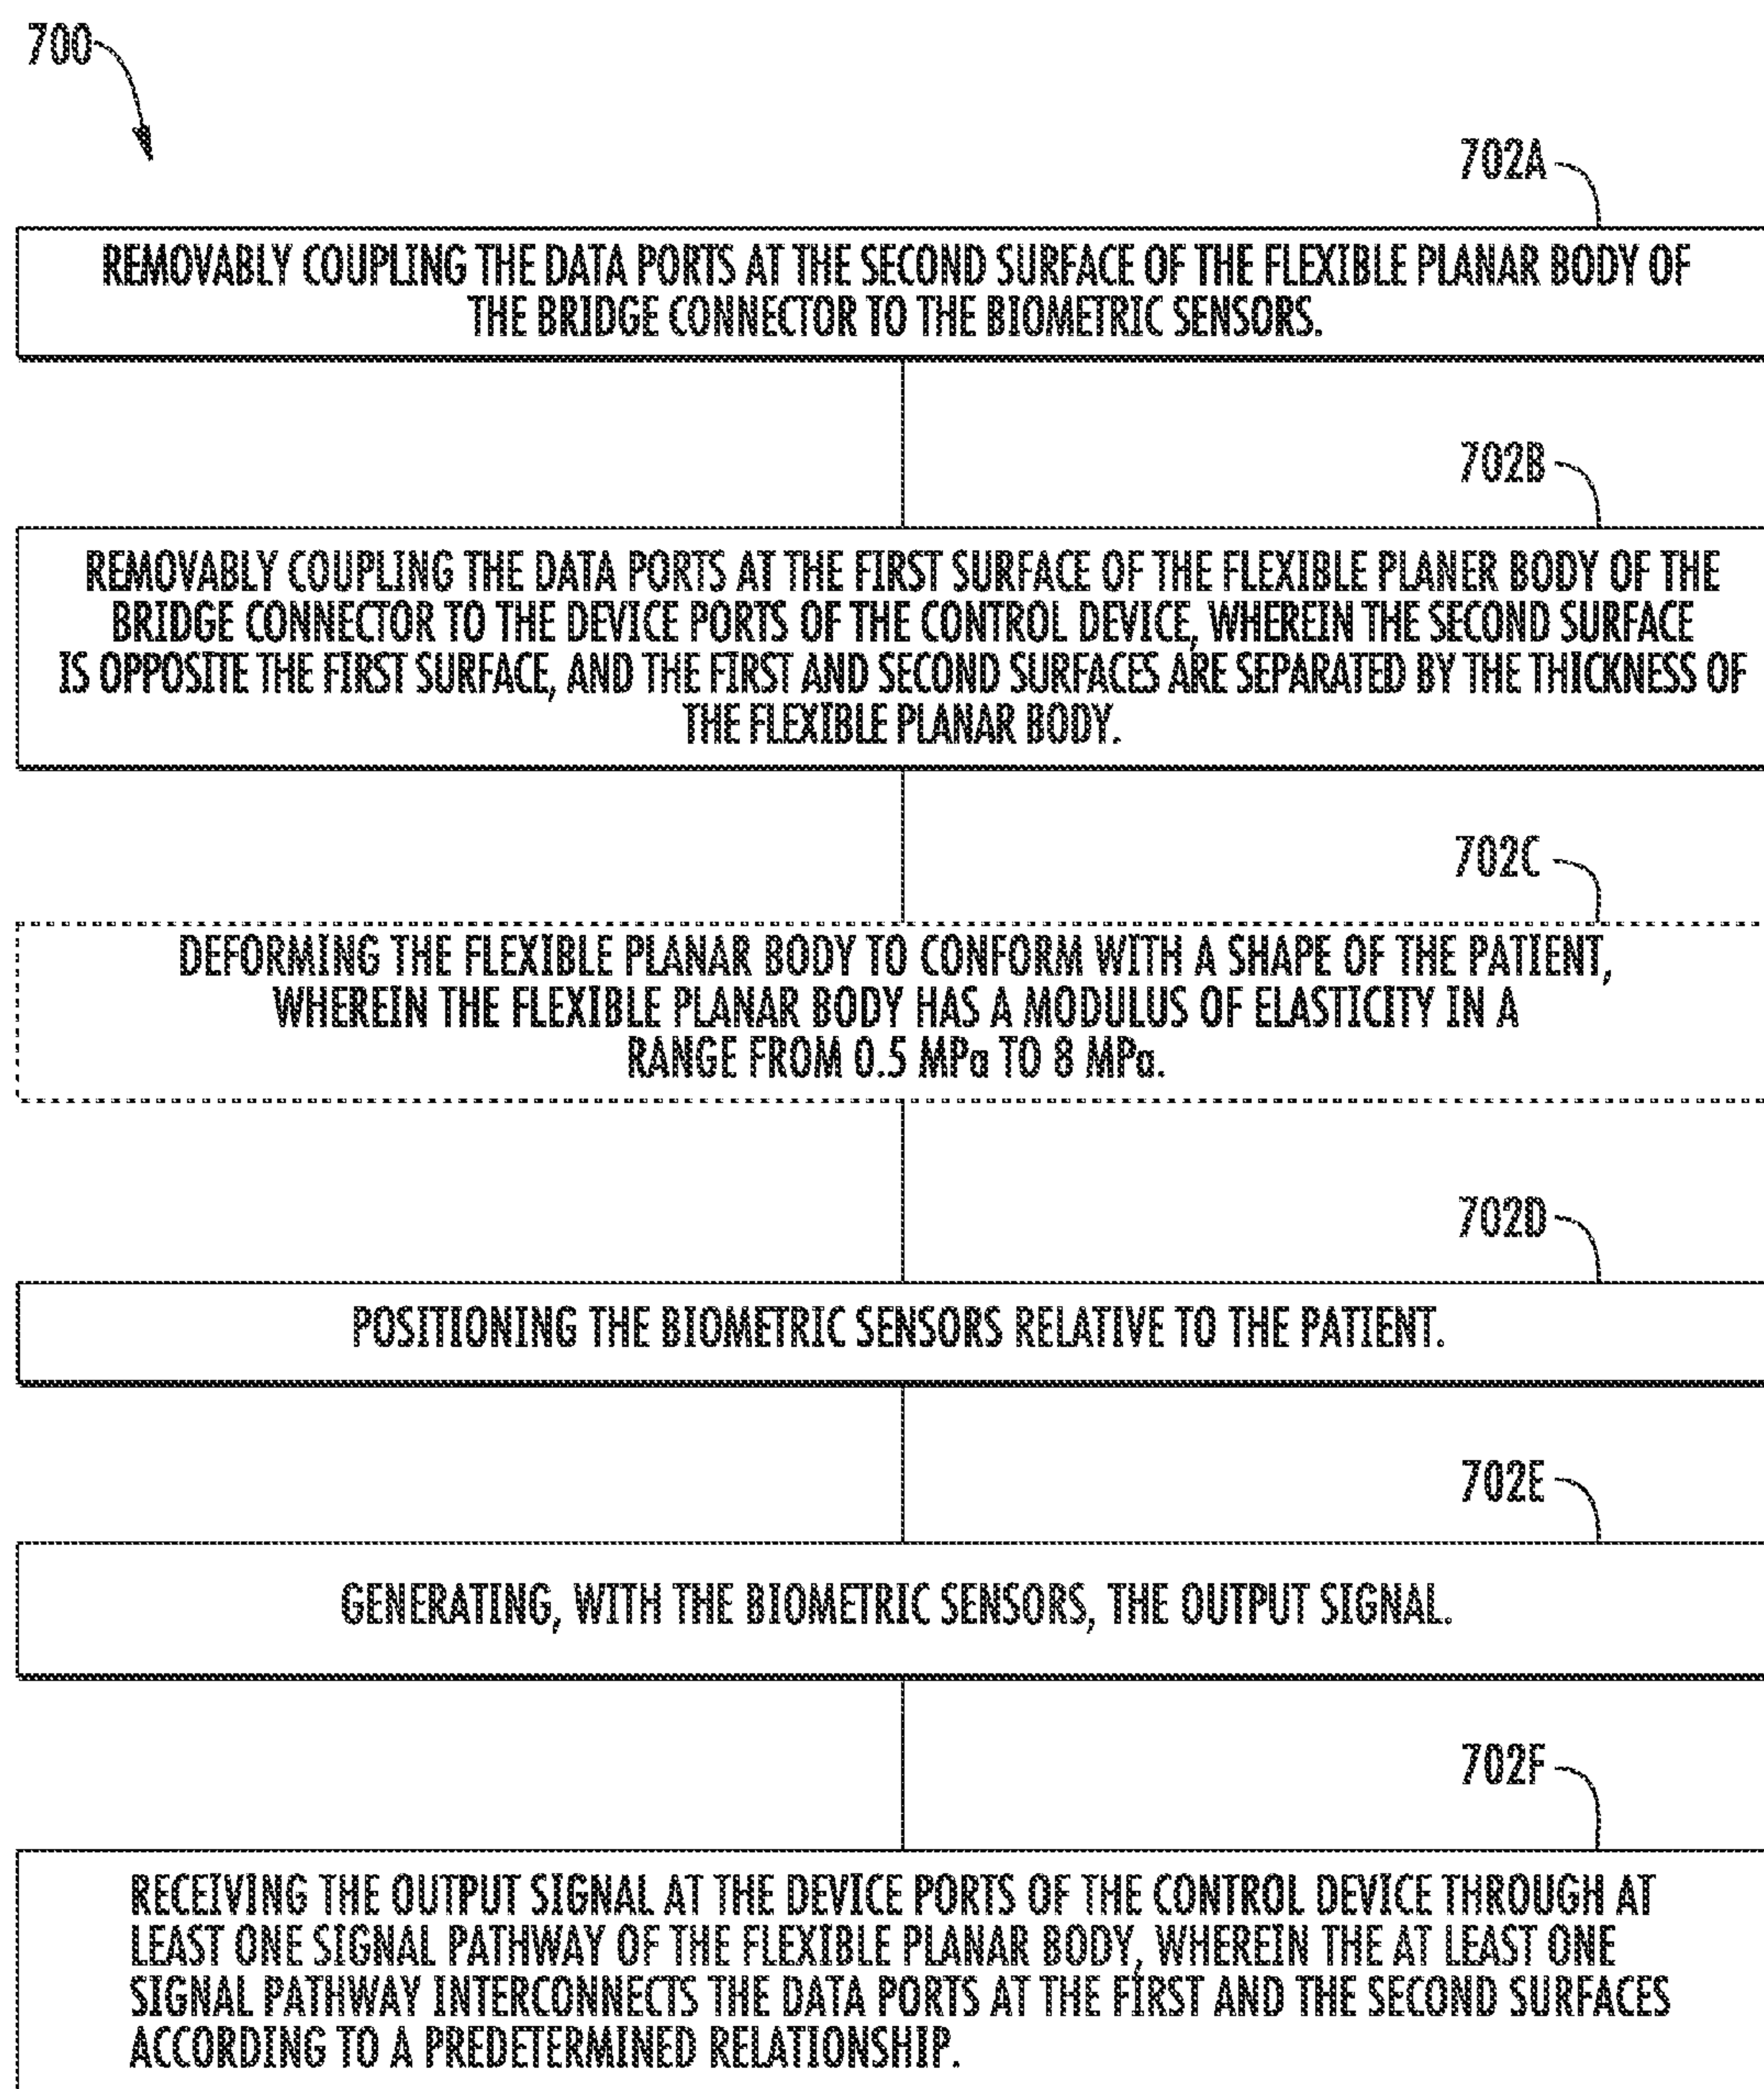 700
702A
REMOVABLY COUPLING THE DATA PORTS AT THE SECOND SURFACE OF THE FLEXIBLE PLANAR BODY OF
THE BRIDGE CONNECTOR TO THE BIOMETRIC SENSORS.
702B
REMOVABLY COUPLING THE DATA PORTS AT THE FIRST SURFACE OF THE FLEXIBLE PLANER BODY OF THE
BRIDGE CONNECTOR TO THE DEVICE PORTS OF THE CONTROL DEVICE, WHEREIN THE SECOND SURFACE
IS OPPOSITE THE FIRST SURFACE, AND THE FIRST AND SECOND SURFACES ARE SEPARATED BY THE THICKNESS OF
THE FLEXIBLE PLANAR BODY.
702C
DEFORMING THE FLEXIBLE PLANAR BODY TO CONFORM WITH A SHAPE OF THE PATIENT,
WHEREIN THE FLEXIBLE PLANAR BODY HAS A MODULUS OF ELASTICITY IN A
RANGE FROM 0.5 MPa TO 8 MPa.
702D
POSITIONING THE BIOMETRIC SENSORS RELATIVE TO THE PATIENT.
702E
GENERATING, WITH THE BIOMETRIC SENSORS, THE OUTPUT SIGNAL.
702F
RECEIVING THE OUTPUT SIGNAL AT THE DEVICE PORTS OF THE CONTROL DEVICE THROUGH AT
LEAST ONE SIGNAL PATHWAY OF THE FLEXIBLE PLANAR BODY, WHEREIN THE AT LEAST ONE
SIGNAL PATHWAY INTERCONNECTS THE DATA PORTS AT THE FIRST AND THE SECOND SURFACES
ACCORDING TO A PREDETERMINED RELATIONSHIP.